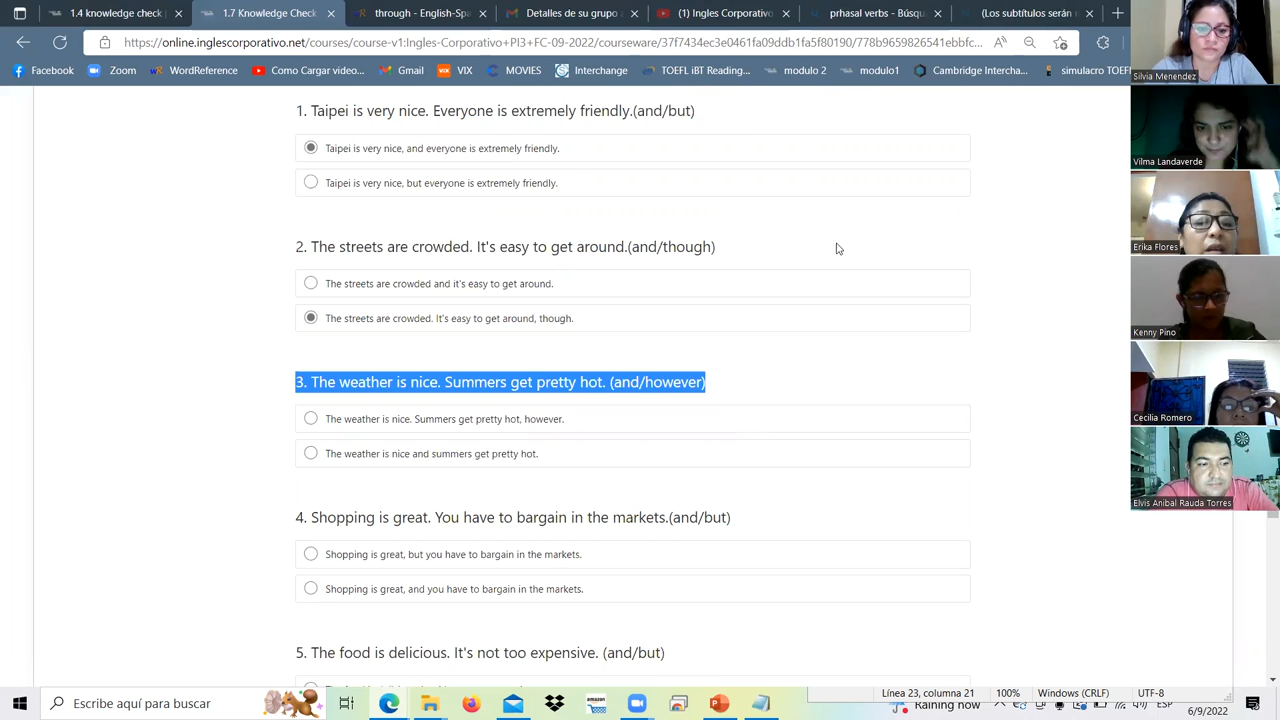 1.4 knowledge check
1.7 Knowledge Check
through - English-Spa
Detalles de su grupo
(1) Ingles Corporativo
prhasal verbs - Búsqu
(Los subtítulos serán
https://online.inglescorporativo.net/courses/course-v1:Ingles-Corporativo+PI3+FC-09-2022/courseware/37f7434ec3e0461fa09ddb1fa5f80190/778b9659826541ebbfc...
Facebook
Zoom
WordReference
Como Cargar video...
Gmail
VIX
MOVIES
Interchange
TOEFL iBT Reading...
modulo 2
modulo1
Cambridge Intercha...
simulacro TOEFL
1. Taipei is very nice. Everyone is extremely friendly.(and/but)
Taipei is very nice, and everyone is extremely friendly.
Taipei is very nice, but everyone is extremely friendly.
2. The streets are crowded. It's easy to get around.(and/though)
The streets are crowded and it's easy to get around.
The streets are crowded. It's easy to get around, though.
3. The weather is nice. Summers get pretty hot. (and/however)
The weather is nice. Summers get pretty hot, however.
The weather is nice and summers get pretty hot.
4. Shopping is great. You have to bargain in the markets.(and/but)
Shopping is great, but you have to bargain in the markets.
Shopping is great, and you have to bargain in the markets.
5. The food is delicious. It's not too expensive. (and/but)
Silvia Menéndez
Vilma Landaverde
Erika Flores
Kenny Pino
Cecilia Romero
Elvis Anibal Rauda Torres
Línea 23, columna 21
100%
Windows (CRLF)
UTF-8
Escribe aquí para buscar
amazon
Raining now
ESP
6/9/2022